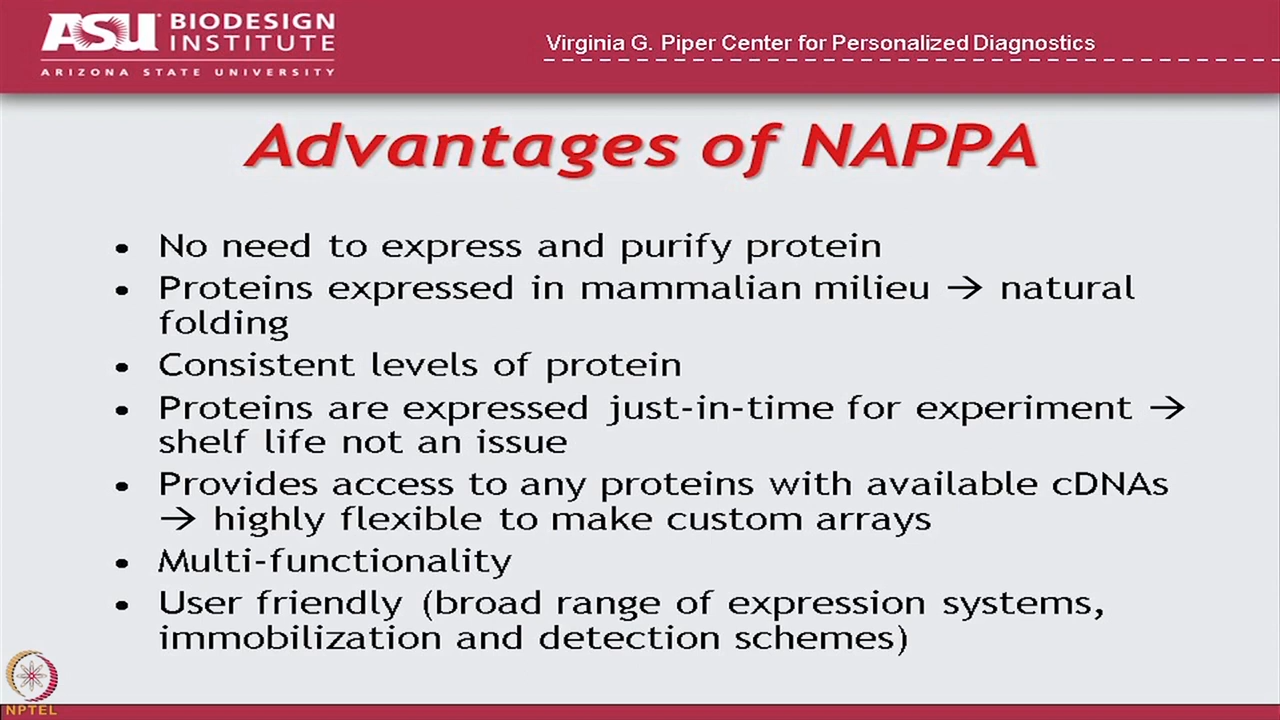 ASU BIODESIGN INSTITUTE
ARIZONA STATE UNIVERSITY
Virginia G. Piper Center for Personalized Diagnostics
Advantages of NAPPA
• No need to express and purify protein
• Proteins expressed in mammalian milieu → natural
folding
• Consistent levels of protein
• Proteins are expressed just-in-time for experiment →
shelf life not an issue
• Provides access to any proteins with available cDNAs
→ highly flexible to make custom arrays
• Multi-functionality
• User friendly (broad range of expression systems,
immobilization and detection schemes)
NPTEL